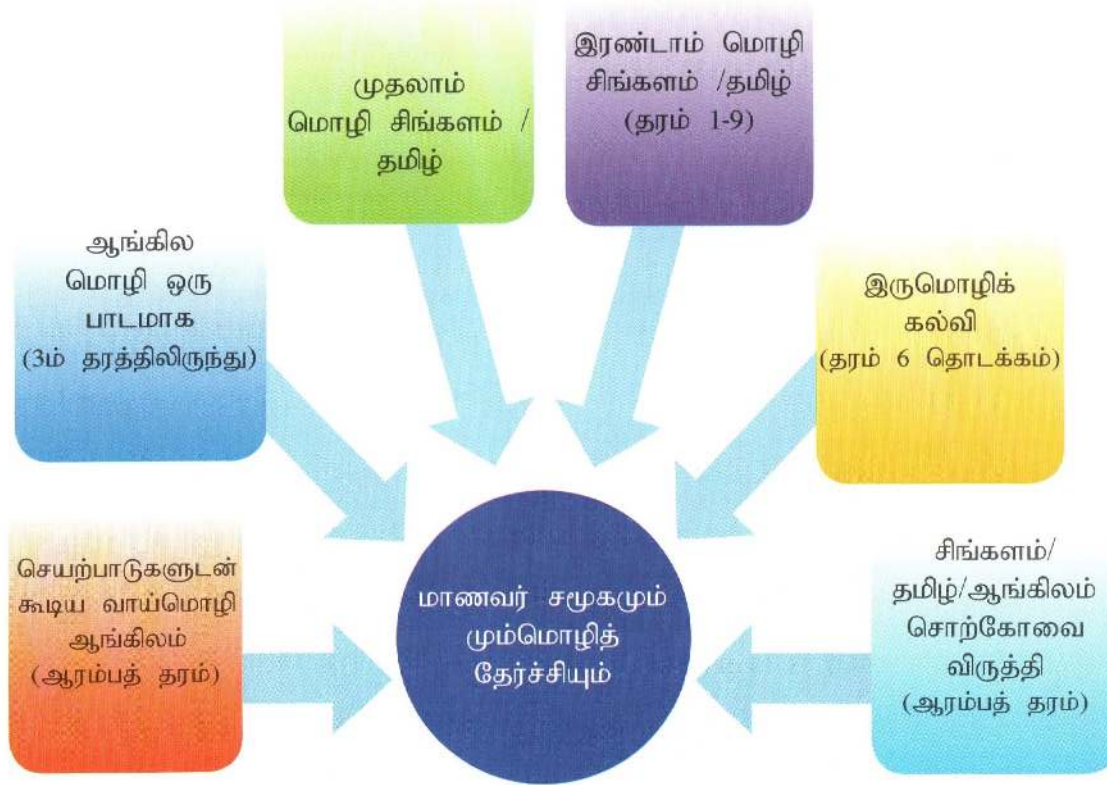 முதலாம்
மொழி சிங்களம் /
தமிழ்
இரண்டாம் மொழி
சிங்களம் /தமிழ்
(தரம் 1-9)
ஆங்கில
மொழி ஒரு
பாடமாக
(3ம் தரத்திலிருந்து)
இருமொழிக்
கல்வி
(தரம் 6 தொடக்கம்)
செயற்பாடுகளுடன்
கூடிய வாய்மொழி
ஆங்கிலம்
(ஆரம்பத் தரம்)
மாணவர் சமூகமும்
மும்மொழித்
தேர்ச்சியும்
சிங்களம்/
தமிழ்/ஆங்கிலம்
சொற்கோவை
விருத்தி
(ஆரம்பத் தரம்)